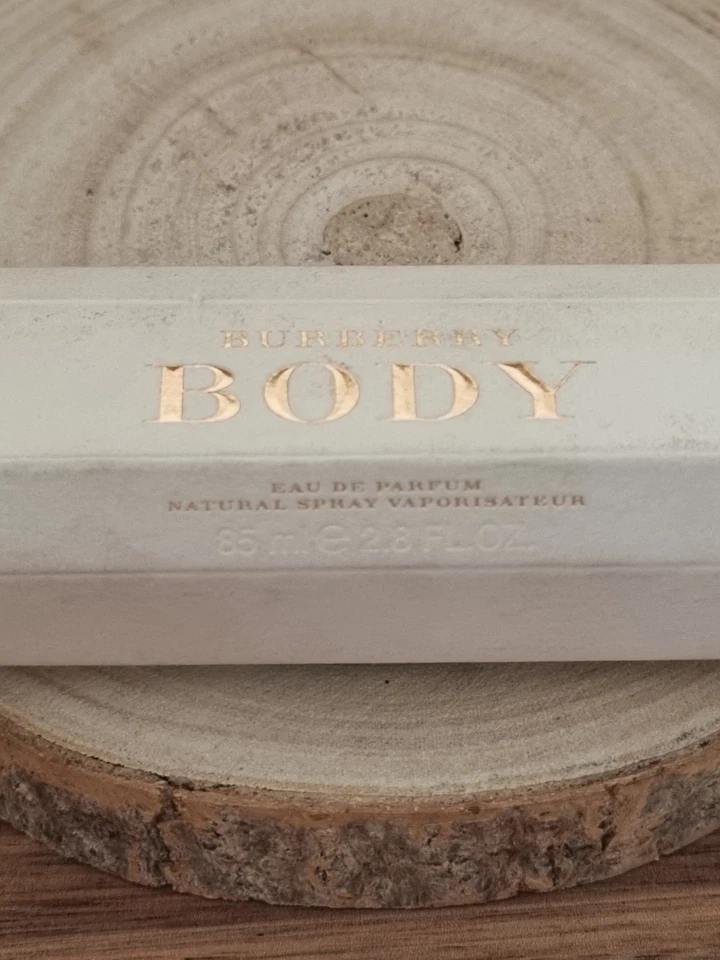 BURBERRY
BODY
EAU DE PARFUM
NATURAL SPRAY VAPORISATEUR
85 ml ℮ 2.8 FL.OZ.